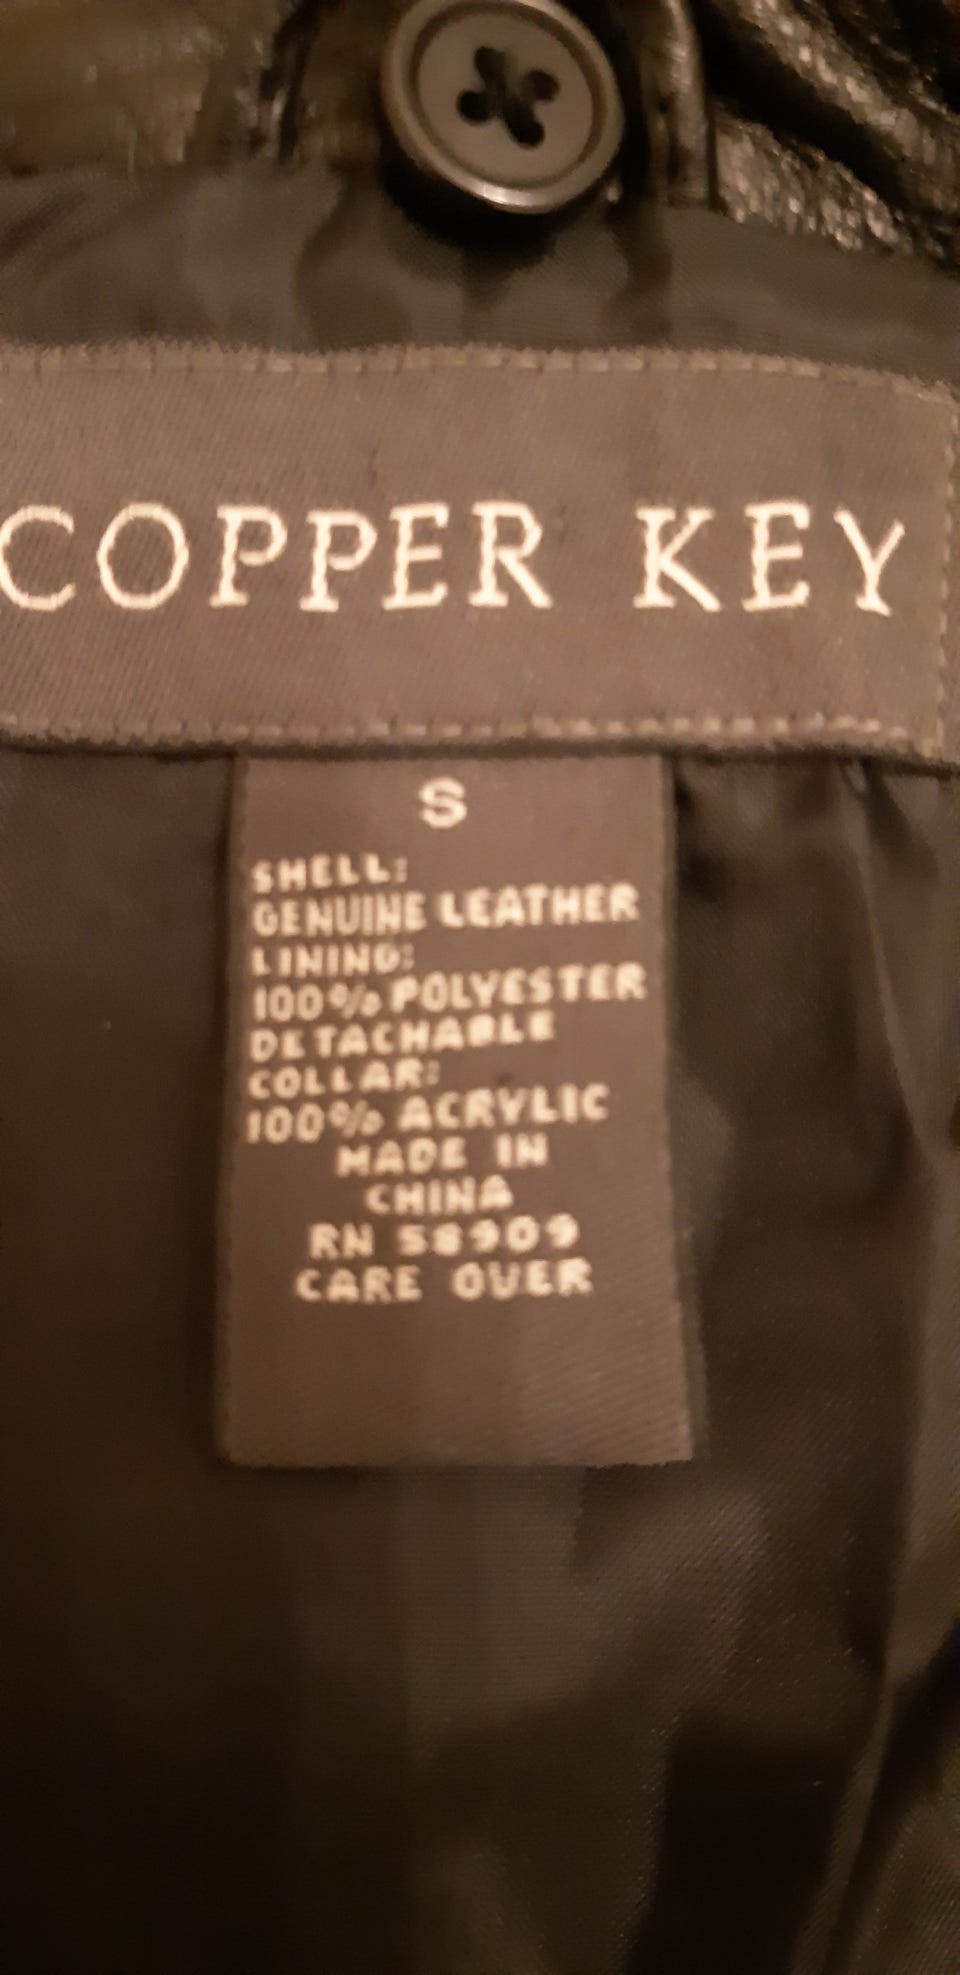 COPPER KEY
S
SHELL:
GENUINE LEATHER
LINING:
100% POLYESTER
DETACHABLE
COLLAR:
100% ACRYLIC
MADE IN
CHINA
RN 58909
CARE OVER